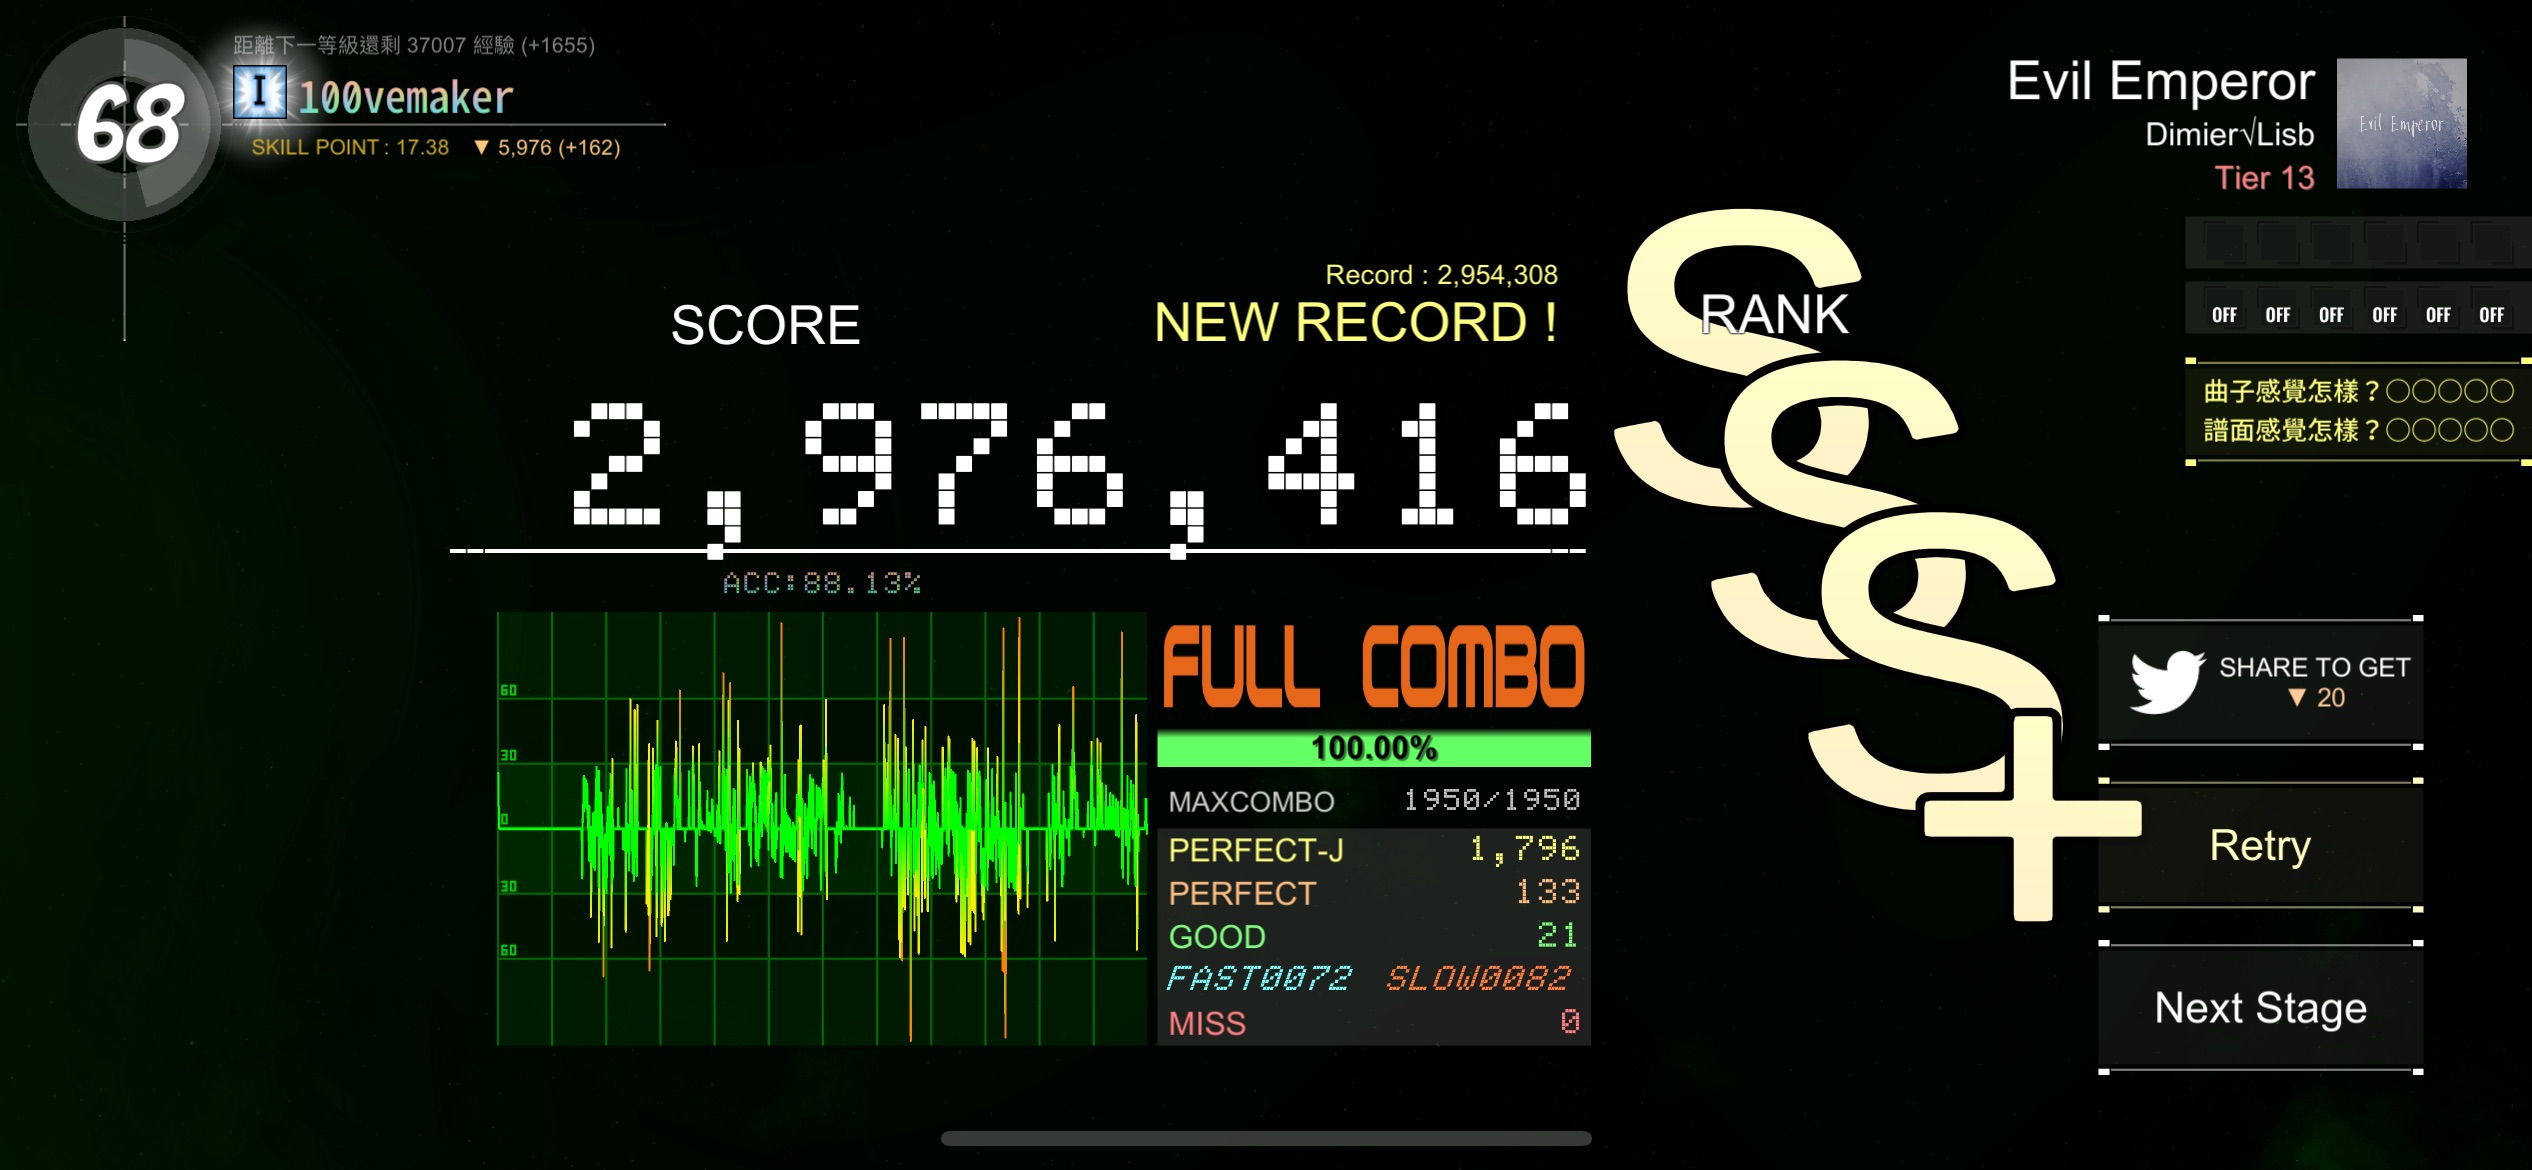 68
距離下一等級還剩 37007 經驗 (+1655)
I 100vemaker
SKILL POINT : 17.38 ▼ 5,976 (+162)
Evil Emperor
Dimier√Lisb
Tier 13
Evil Emperor
OFF OFF OFF OFF OFF OFF
曲子感覺怎樣？○○○○○
譜面感覺怎樣？○○○○○
Record : 2,954,308
SCORE
NEW RECORD !
RANK
2,976,416
SSS+
ACC:88.13%
60
30
0
30
60
FULL COMBO
100.00%
MAXCOMBO 1950/1950
PERFECT-J 1,796
PERFECT 133
GOOD 21
FAST0072 SLOW0082
MISS 0
SHARE TO GET
▼ 20
Retry
Next Stage